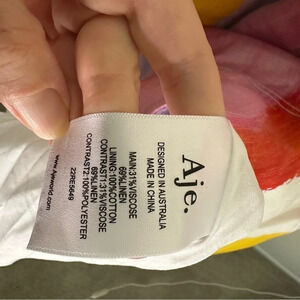 Aje.
DESIGNED IN AUSTRALIA
MADE IN CHINA
MAIN:31%VISCOSE
69%LINEN
LINING:100%COTTON
CONTRAST1:31%VISCOSE
69%LINEN
CONTRAST2:100%POLYESTER
22RE5649
www.Ajeworld.com